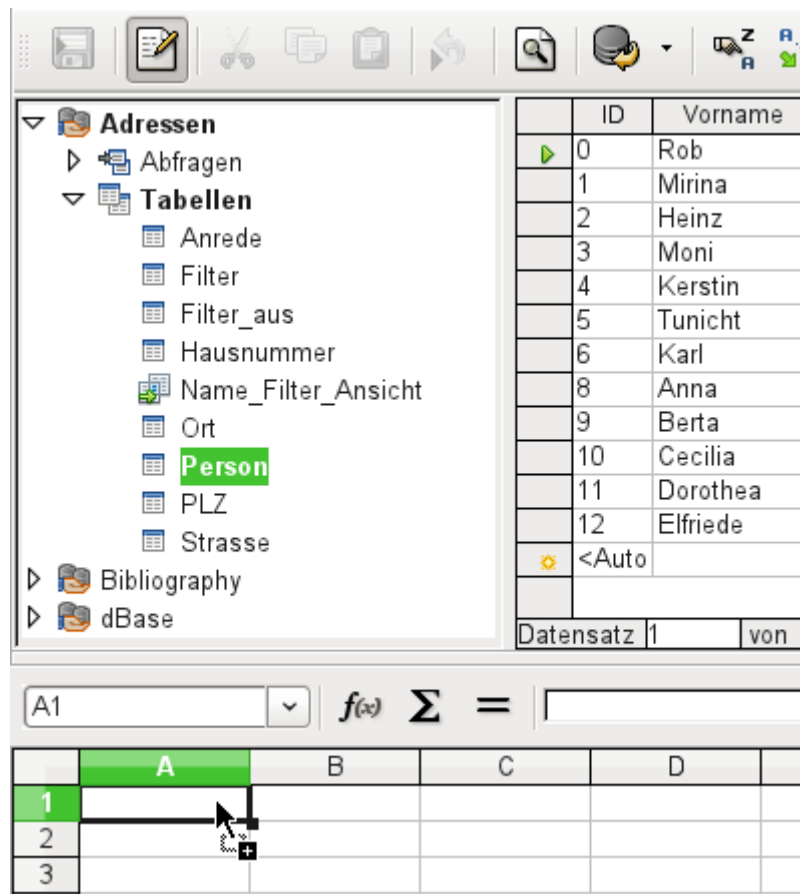 Z
A
A
Adressen
Abfragen
Tabellen
Anrede
Filter
Filter_aus
Hausnummer
Name_Filter_Ansicht
Ort
Person
PLZ
Strasse
Bibliography
dBase
ID Vorname
0 Rob
1 Mirina
2 Heinz
3 Moni
4 Kerstin
5 Tunicht
6 Karl
8 Anna
9 Berta
10 Cecilia
11 Dorothea
12 Elfriede
<Auto
Datensatz 1 von
A1 f(x) Σ =
A B C D
1
2
3